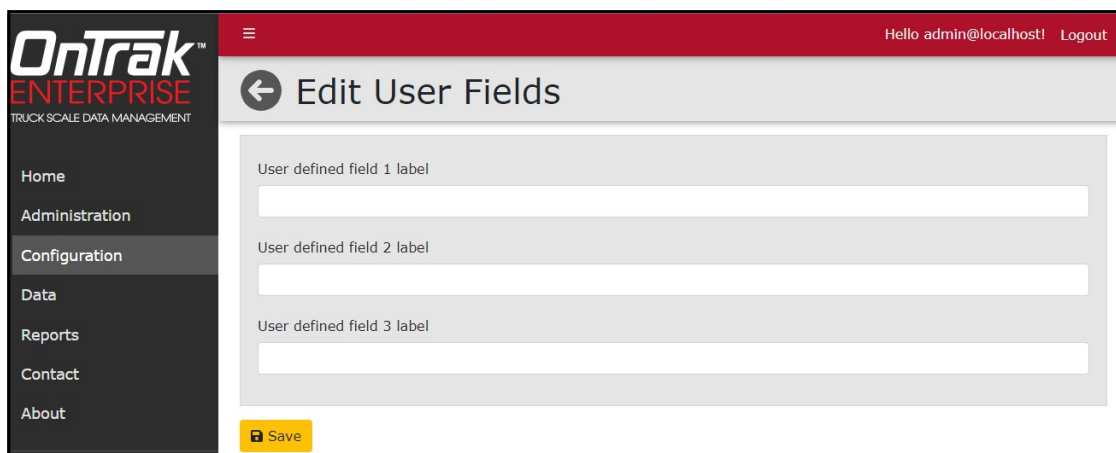 OnTrak™
ENTERPRISE
TRUCK SCALE DATA MANAGEMENT
Home
Administration
Configuration
Data
Reports
Contact
About
Hello admin@localhost! Logout
Edit User Fields
User defined field 1 label
User defined field 2 label
User defined field 3 label
Save